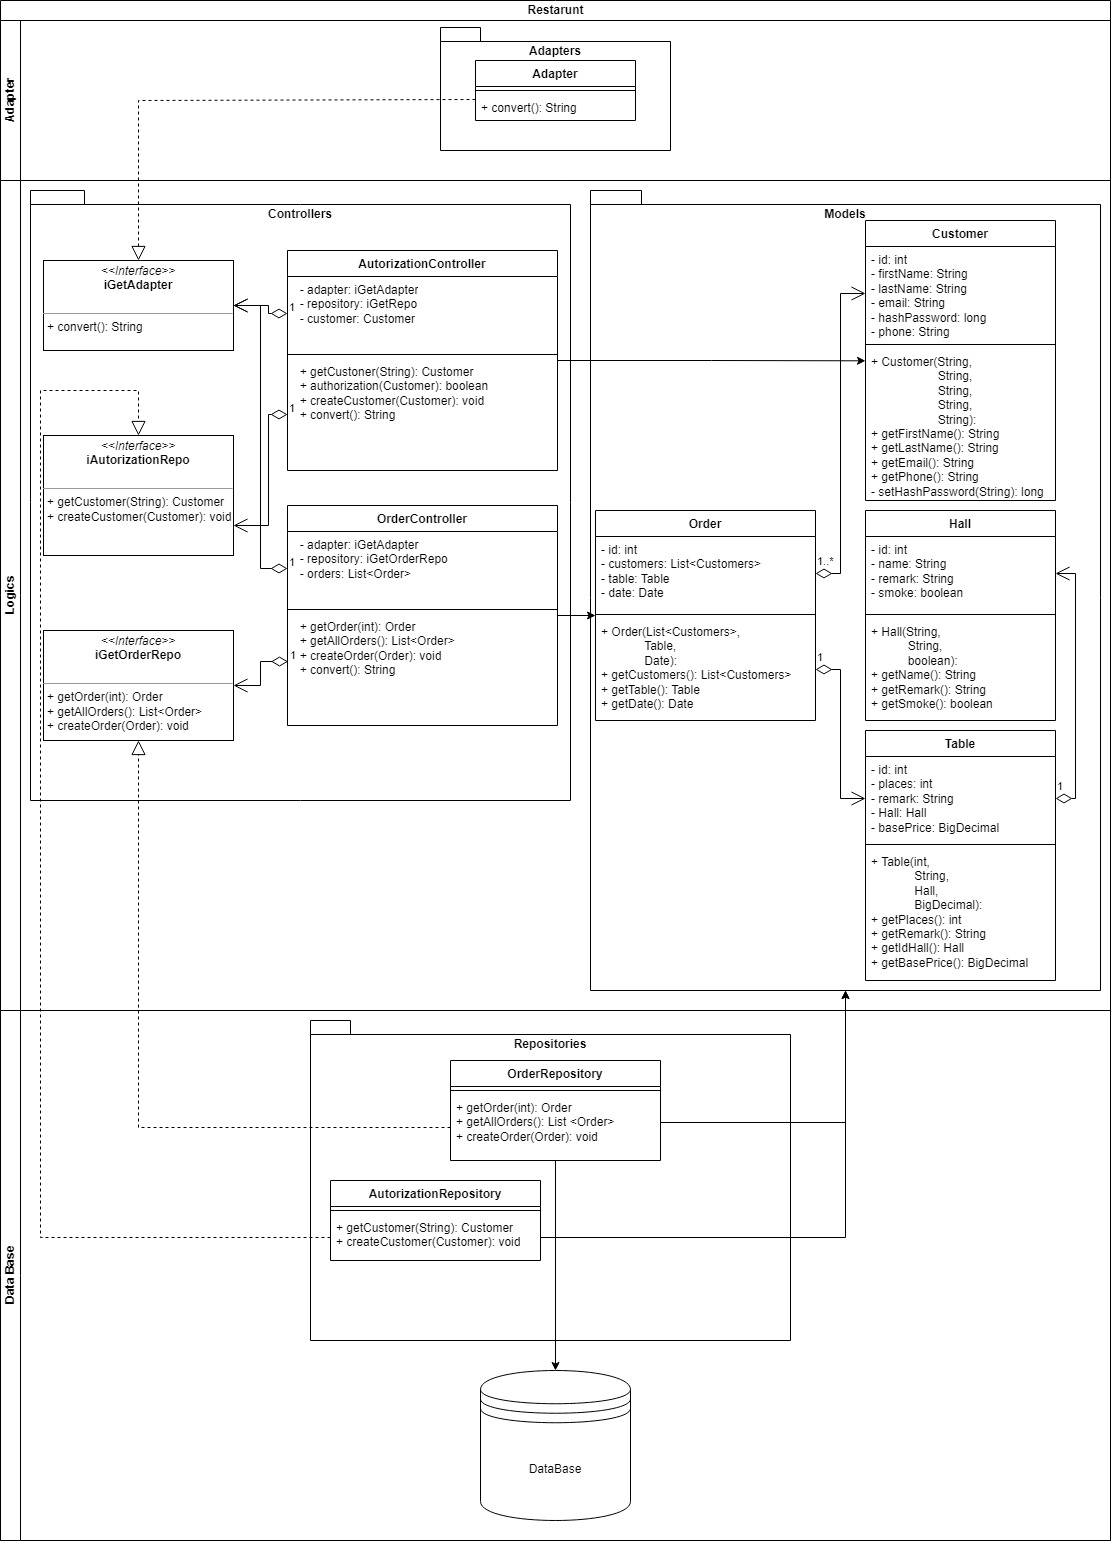 Restarunt
Adapter
Adapters
Adapter
+ convert(): String
Logics
Controllers
<<Interface>>
iGetAdapter
+ convert(): String
AutorizationController
- adapter: iGetAdapter
- repository: iGetRepo
- customer: Customer
+ getCustoner(String): Customer
+ authorization(Customer): boolean
+ createCustomer(Customer): void
+ convert(): String
1
1
<<Interface>>
iAutorizationRepo
+ getCustomer(String): Customer
+ createCustomer(Customer): void
OrderController
- adapter: iGetAdapter
- repository: iGetOrderRepo
- orders: List<Order>
+ getOrder(int): Order
+ getAllOrders(): List<Order>
+ createOrder(Order): void
+ convert(): String
1
1
<<Interface>>
iGetOrderRepo
+ getOrder(int): Order
+ getAllOrders(): List<Order>
+ createOrder(Order): void
Models
Customer
- id: int
- firstName: String
- lastName: String
- email: String
- hashPassword: long
- phone: String
+ Customer(String,
String,
String,
String,
String):
+ getFirstName(): String
+ getLastName(): String
+ getEmail(): String
+ getPhone(): String
- setHashPassword(String): long
Order
- id: int
- customers: List<Customers>
- table: Table
- date: Date
+ Order(List<Customers>,
Table,
Date):
+ getCustomers(): List<Customers>
+ getTable(): Table
+ getDate(): Date
1..*
1
Hall
- id: int
- name: String
- remark: String
- smoke: boolean
+ Hall(String,
String,
boolean):
+ getName(): String
+ getRemark(): String
+ getSmoke(): boolean
Table
- id: int
- places: int
- remark: String
- Hall: Hall
- basePrice: BigDecimal
+ Table(int,
String,
Hall,
BigDecimal):
+ getPlaces(): int
+ getRemark(): String
+ getIdHall(): Hall
+ getBasePrice(): BigDecimal
1
Data Base
Repositories
OrderRepository
+ getOrder(int): Order
+ getAllOrders(): List <Order>
+ createOrder(Order): void
AutorizationRepository
+ getCustomer(String): Customer
+ createCustomer(Customer): void
DataBase